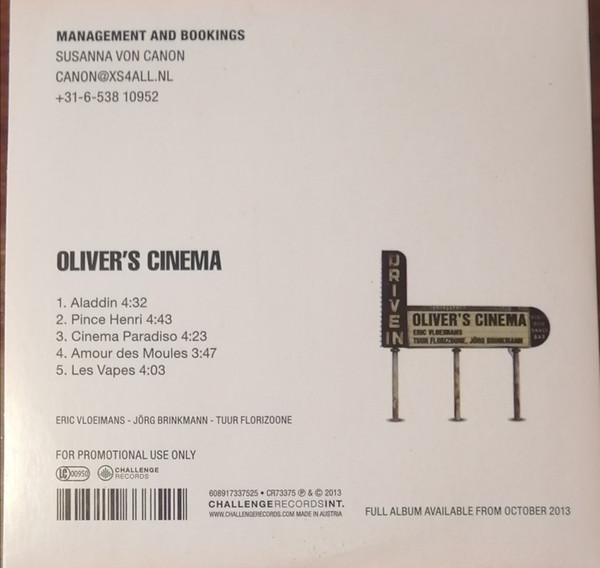 MANAGEMENT AND BOOKINGS
SUSANNA VON CANON
CANON@XS4ALL.NL
+31-6-538 10952
OLIVER'S CINEMA
1. Aladdin 4:32
2. Pince Henri 4:43
3. Cinema Paradiso 4:23
4. Amour des Moules 3:47
5. Les Vapes 4:03
DRIVE IN
OLIVER'S CINEMA
ERIC VLOEIMANS
TUUR FLORIZOONE, JÖRG BRINKMANN
ERIC VLOEIMANS - JÖRG BRINKMANN - TUUR FLORIZOONE
FOR PROMOTIONAL USE ONLY
LC 00950
CHALLENGE
RECORDS
608917337525 • CR73375 ℗ & © 2013
CHALLENGERECORDSINT.
WWW.CHALLENGERECORDS.COM MADE IN AUSTRIA
FULL ALBUM AVAILABLE FROM OCTOBER 2013